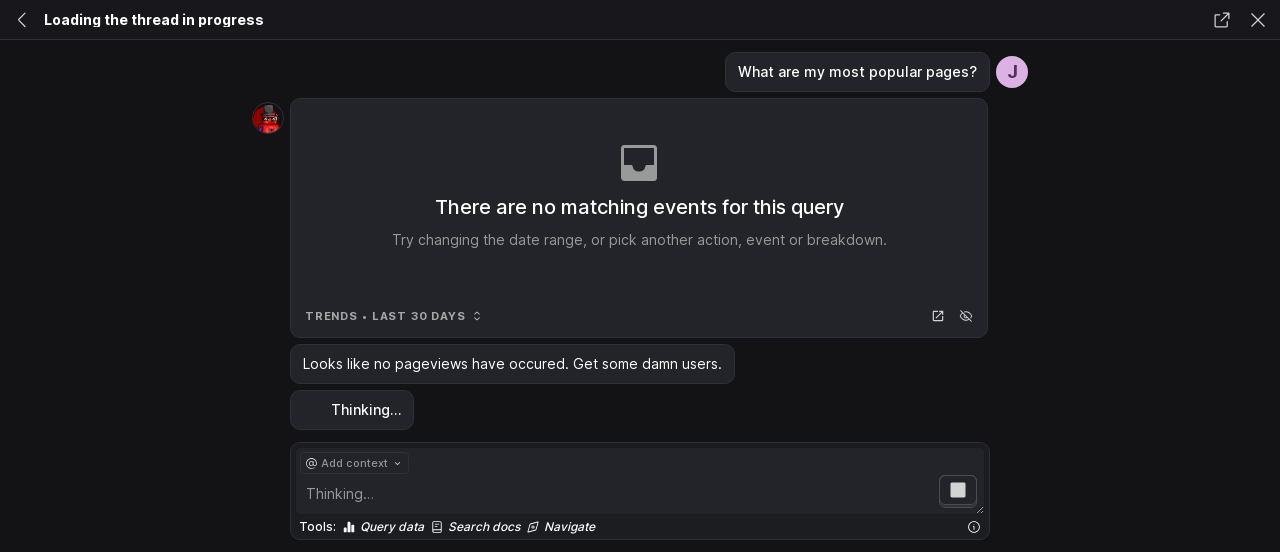 Loading the thread in progress
What are my most popular pages?
J
There are no matching events for this query
Try changing the date range, or pick another action, event or breakdown.
TRENDS • LAST 30 DAYS
Looks like no pageviews have occured. Get some damn users.
Thinking...
@ Add context
Thinking...
Tools: Query data Search docs Navigate